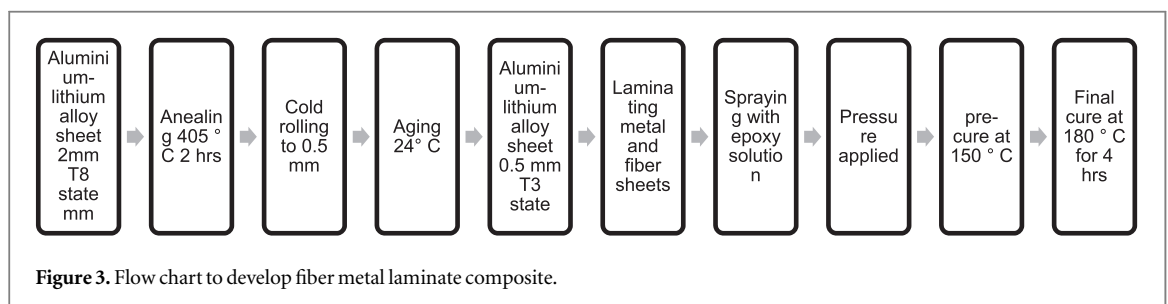 Alumini
um-
lithium
alloy
sheet
2mm
T8
state
mm
Anealin
g 405 °
C 2 hrs
Cold
rolling
to 0.5
mm
Aging
24° C
Alumini
um-
lithium
alloy
sheet
0.5 mm
T3
state
Lamina
ting
metal
and
fiber
sheets
Sprayin
g with
epoxy
solutio
n
Pressu
re
applied
pre-
cure at
150 ° C
Final
cure at
180 ° C
for 4
hrs
Figure 3. Flow chart to develop fiber metal laminate composite.